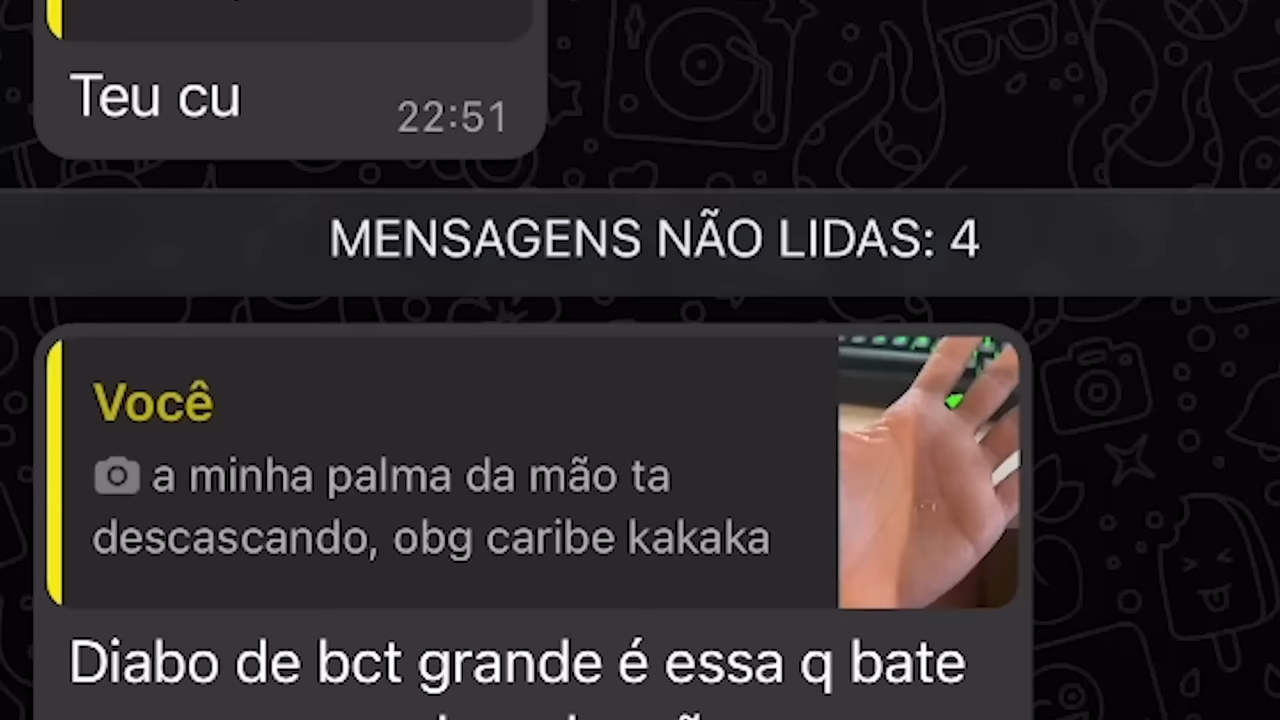 Teu cu
22:51
MENSAGENS NÃO LIDAS: 4
Você
a minha palma da mão ta
descascando, obg caribe kakaka
Diabo de bct grande é essa q bate